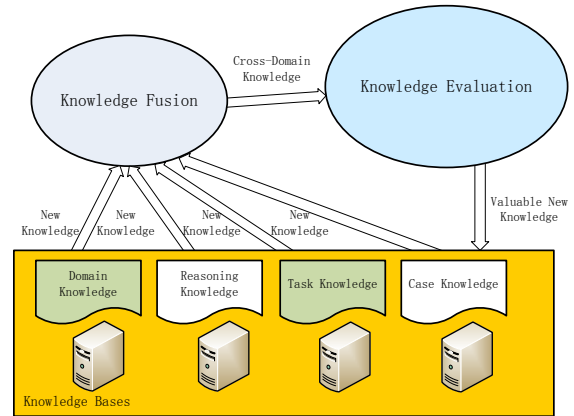 Cross-Domain
Knowledge
Knowledge Fusion
Knowledge Evaluation
New
Knowledge
New
Knowledge
New
Knowledge
New
Knowledge
Valuable New
Knowledge
Domain
Knowledge
Reasoning
Knowledge
Task Knowledge
Case Knowledge
Knowledge Bases